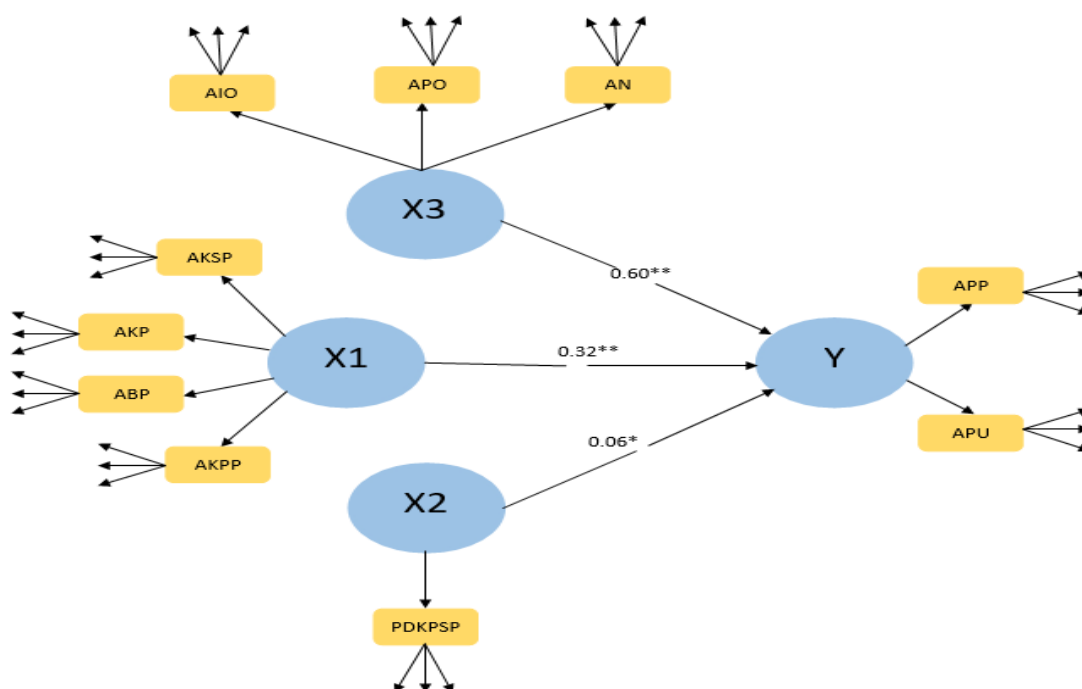 AIO
APO
AN
X3
AKSP
0.60**
APP
AKP
X1
0.32**
Y
ABP
APU
AKPP
0.06*
X2
PDKPSP